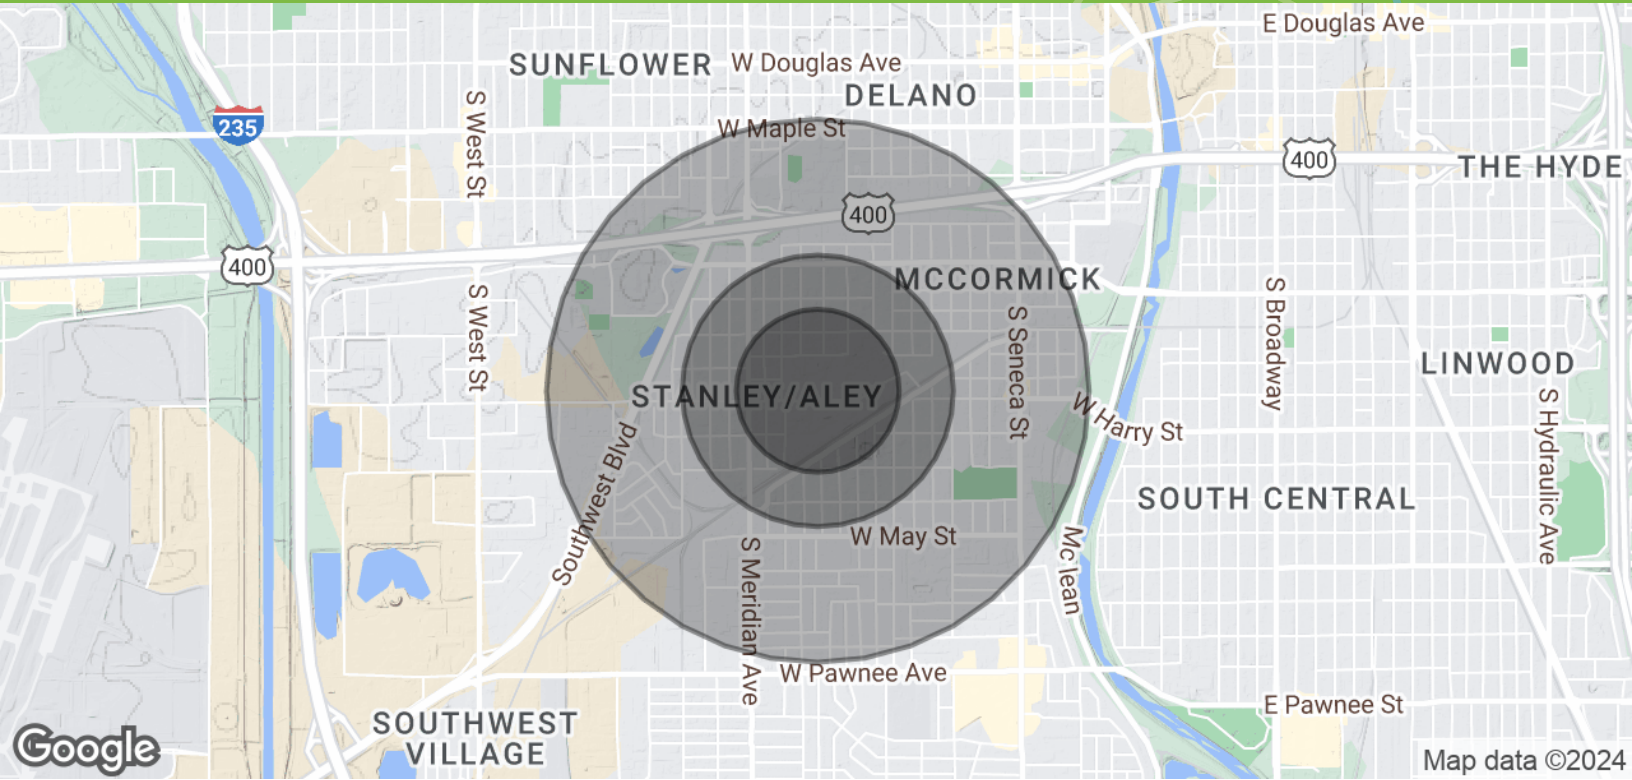 E Douglas Ave
SUNFLOWER
W Douglas Ave
DELANO
S West St
235
W Maple St
400
THE HYDE
400
400
MCCORMICK
S West St
S Seneca St
S Broadway
LINWOOD
STANLEY/ALEY
W Harry St
S Hydraulic Ave
Southwest Blvd
SOUTH CENTRAL
W May St
Mc lean
S Meridian Ave
W Pawnee Ave
E Pawnee St
SOUTHWEST
VILLAGE
Google
Map data ©2024